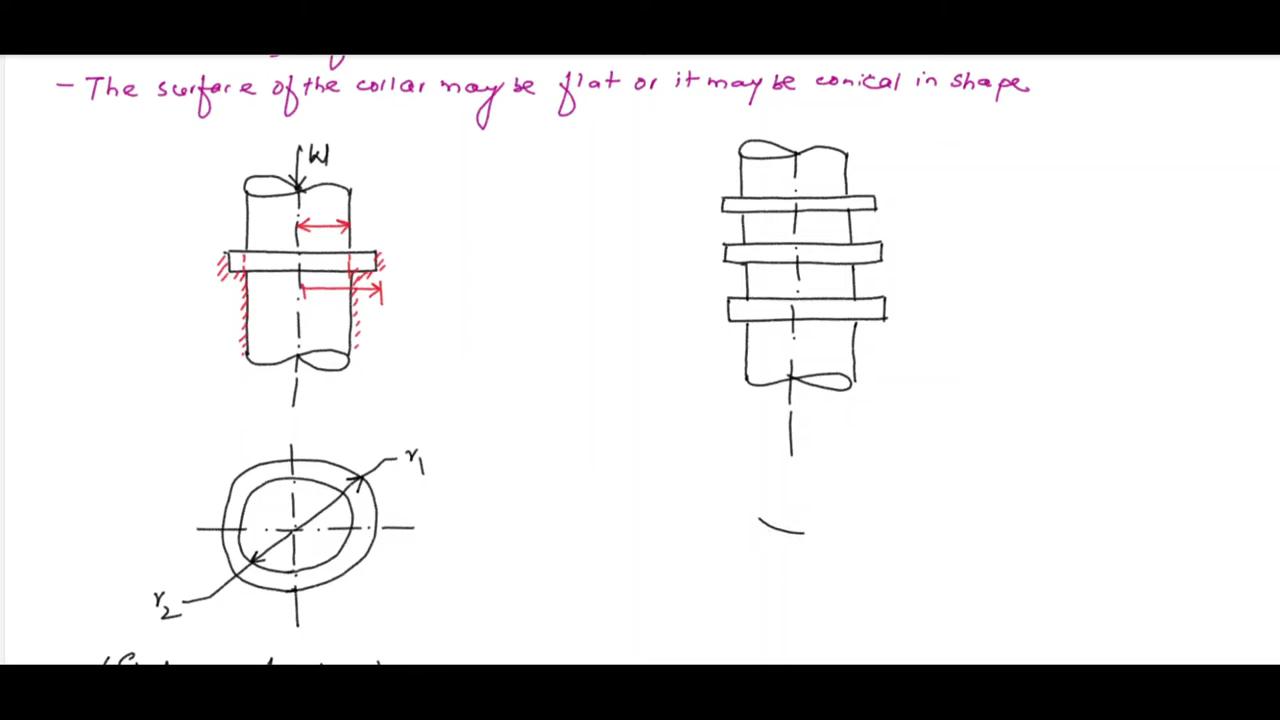 - The surface of the collar may be flat or it may be conical in shape
W
r1
r2